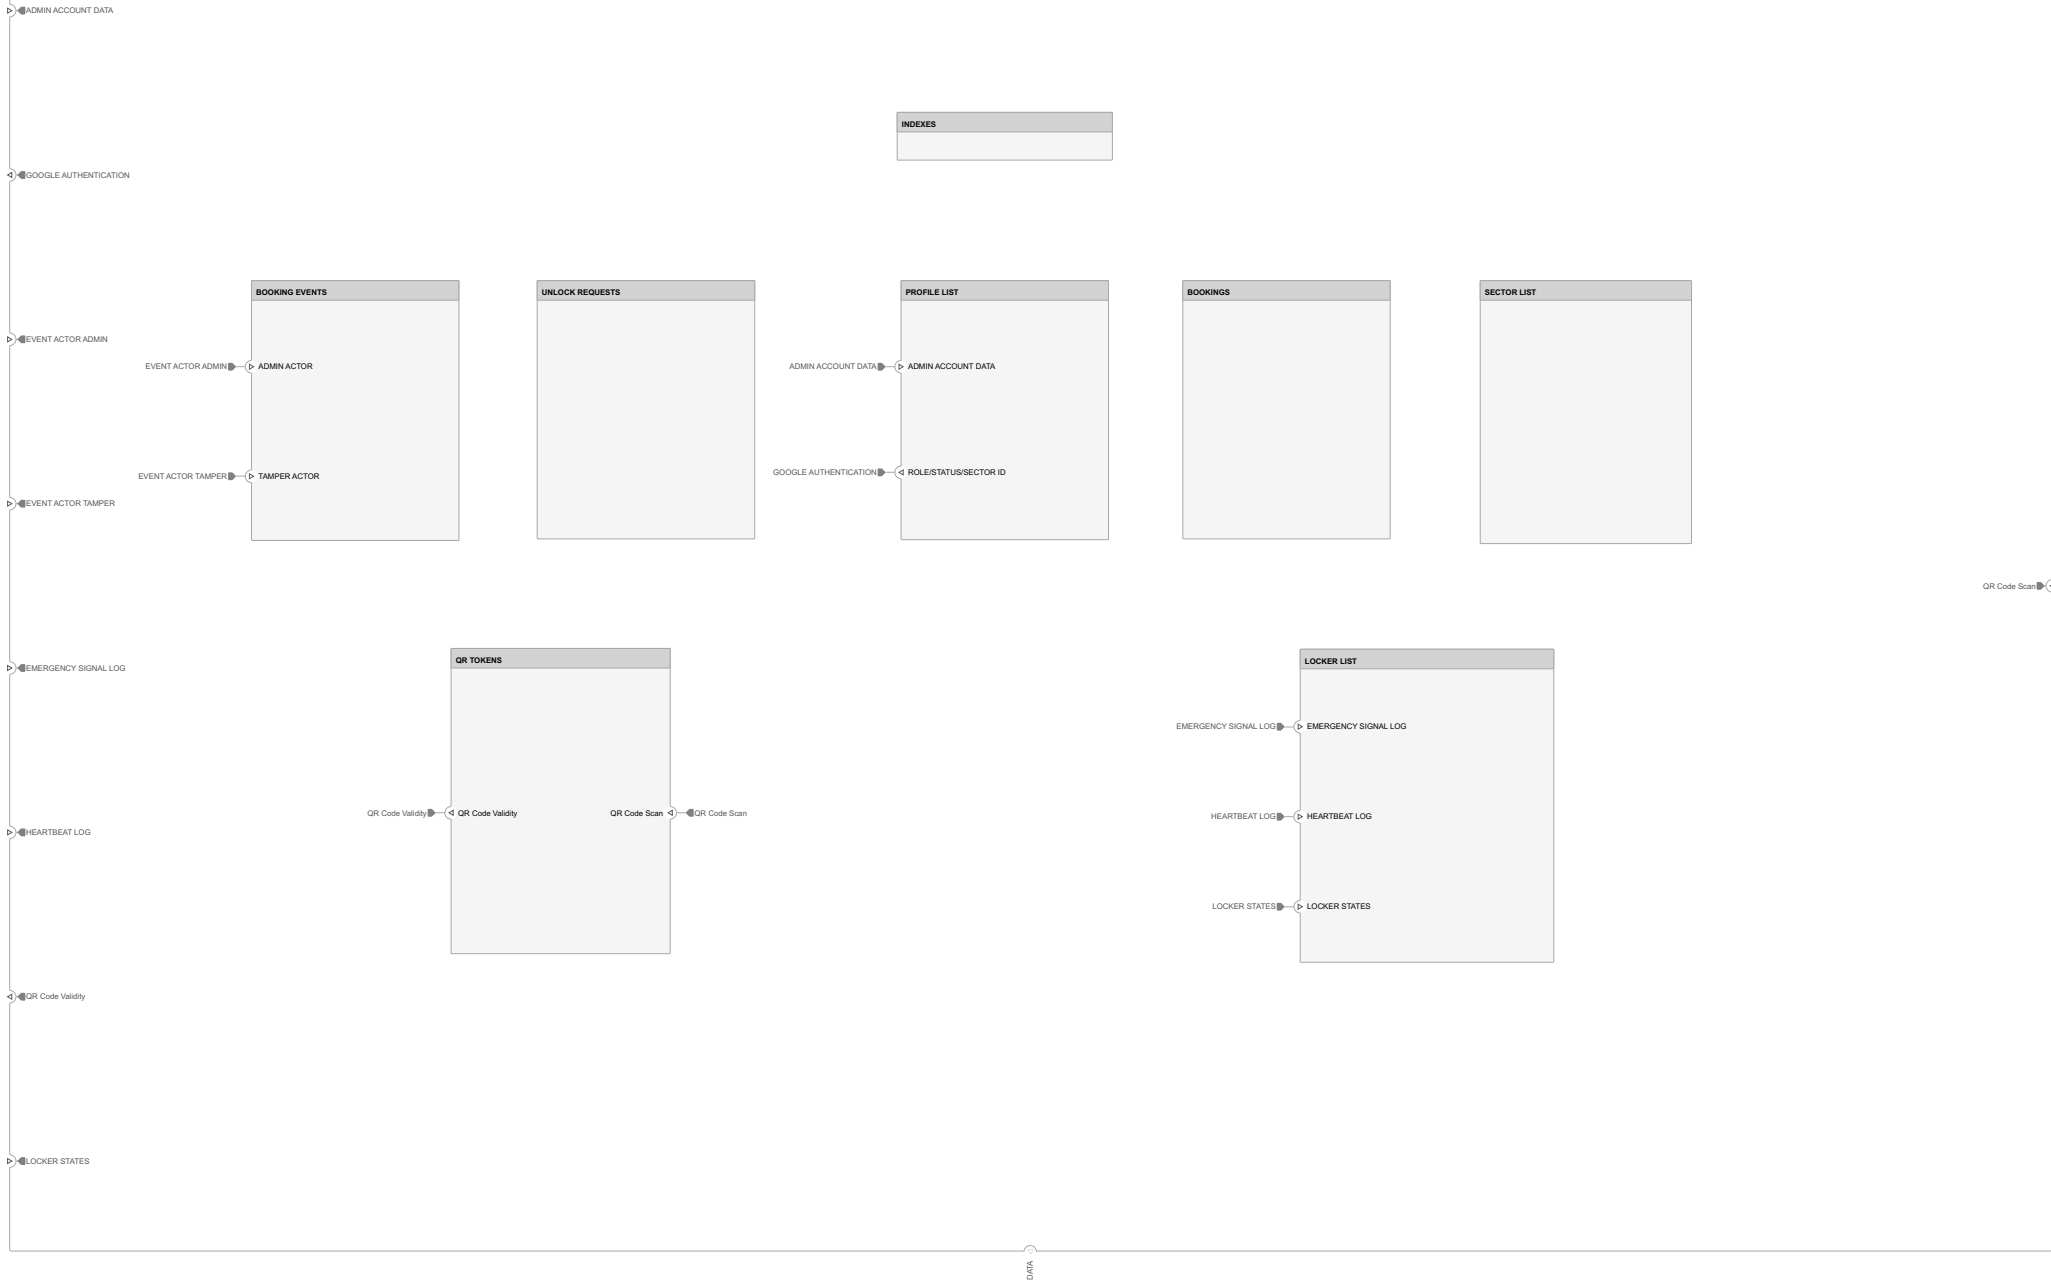 ADMIN ACCOUNT DATA
INDEXES
GOOGLE AUTHENTICATION
BOOKING EVENTS
UNLOCK REQUESTS
PROFILE LIST
BOOKINGS
SECTOR LIST
EVENT ACTOR ADMIN
EVENT ACTOR ADMIN
ADMIN ACTOR
ADMIN ACCOUNT DATA
ADMIN ACCOUNT DATA
GOOGLE AUTHENTICATION
ROLE/STATUS/SECTOR ID
EVENT ACTOR TAMPER
TAMPER ACTOR
EVENT ACTOR TAMPER
QR Code Scan
EMERGENCY SIGNAL LOG
QR TOKENS
LOCKER LIST
EMERGENCY SIGNAL LOG
EMERGENCY SIGNAL LOG
QR Code Validity
QR Code Validity
QR Code Scan
QR Code Scan
HEARTBEAT LOG
HEARTBEAT LOG
HEARTBEAT LOG
LOCKER STATES
LOCKER STATES
QR Code Validity
LOCKER STATES
DATA